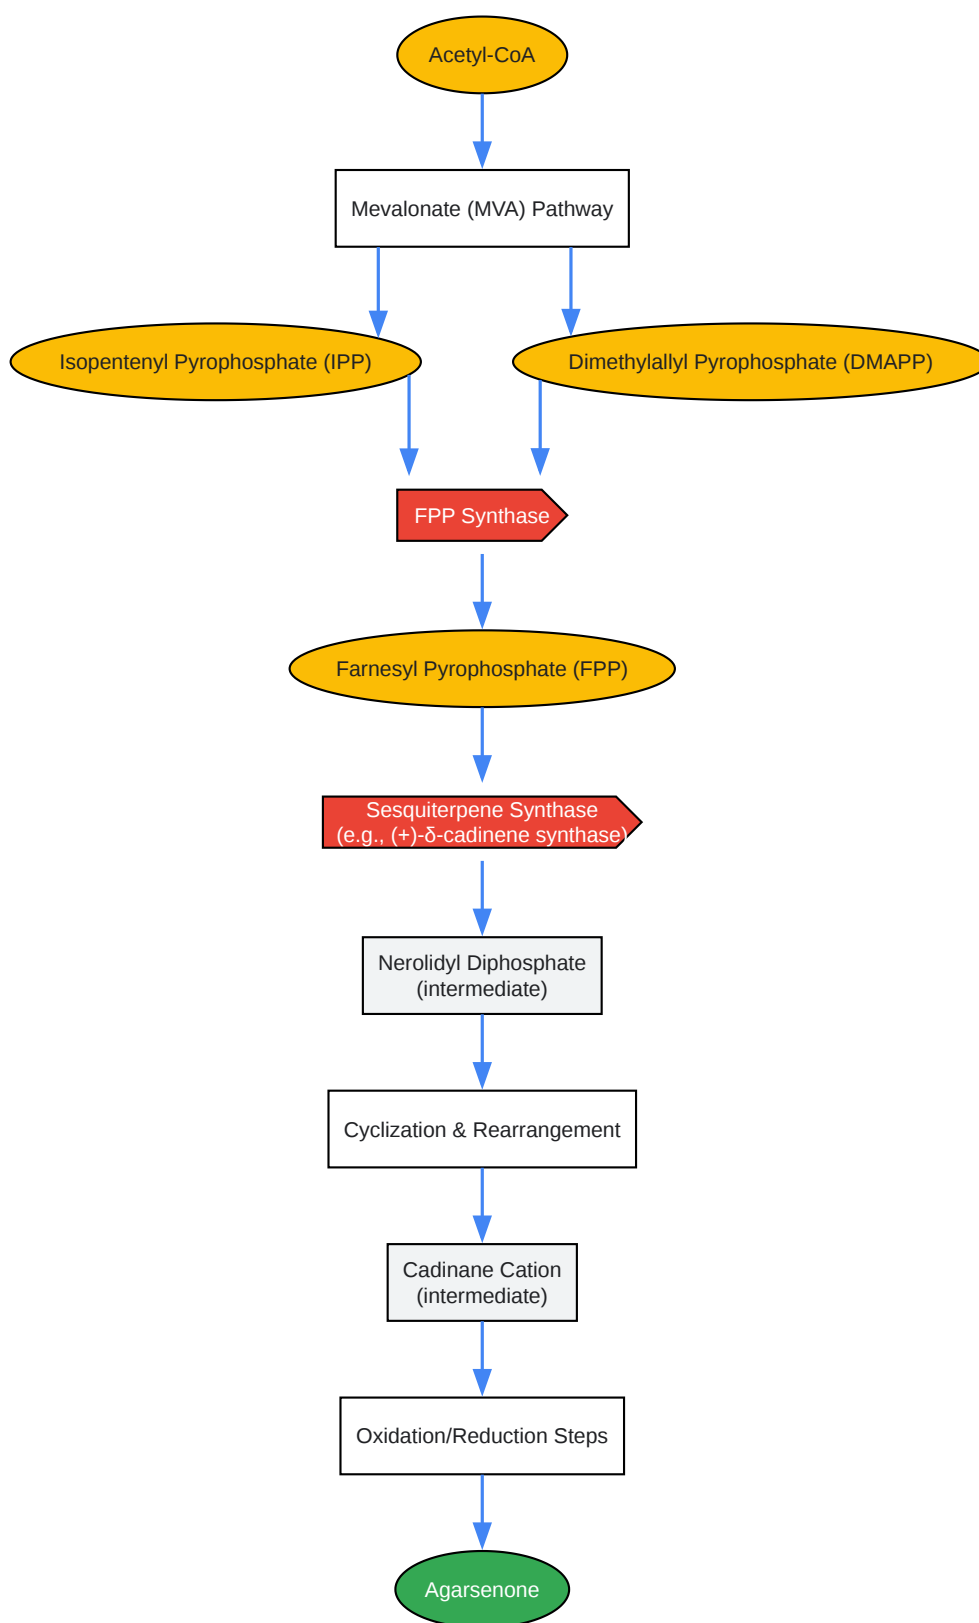 Acetyl-CoA
Mevalonate (MVA) Pathway
Isopentenyl Pyrophosphate (IPP)
Dimethylallyl Pyrophosphate (DMAPP)
FPP Synthase
Farnesyl Pyrophosphate (FPP)
Sesquiterpene Synthase
(e.g., (+)-δ-cadinene synthase)
Nerolidyl Diphosphate
(intermediate)
Cyclization & Rearrangement
Cadinane Cation
(intermediate)
Oxidation/Reduction Steps
Agarsenone